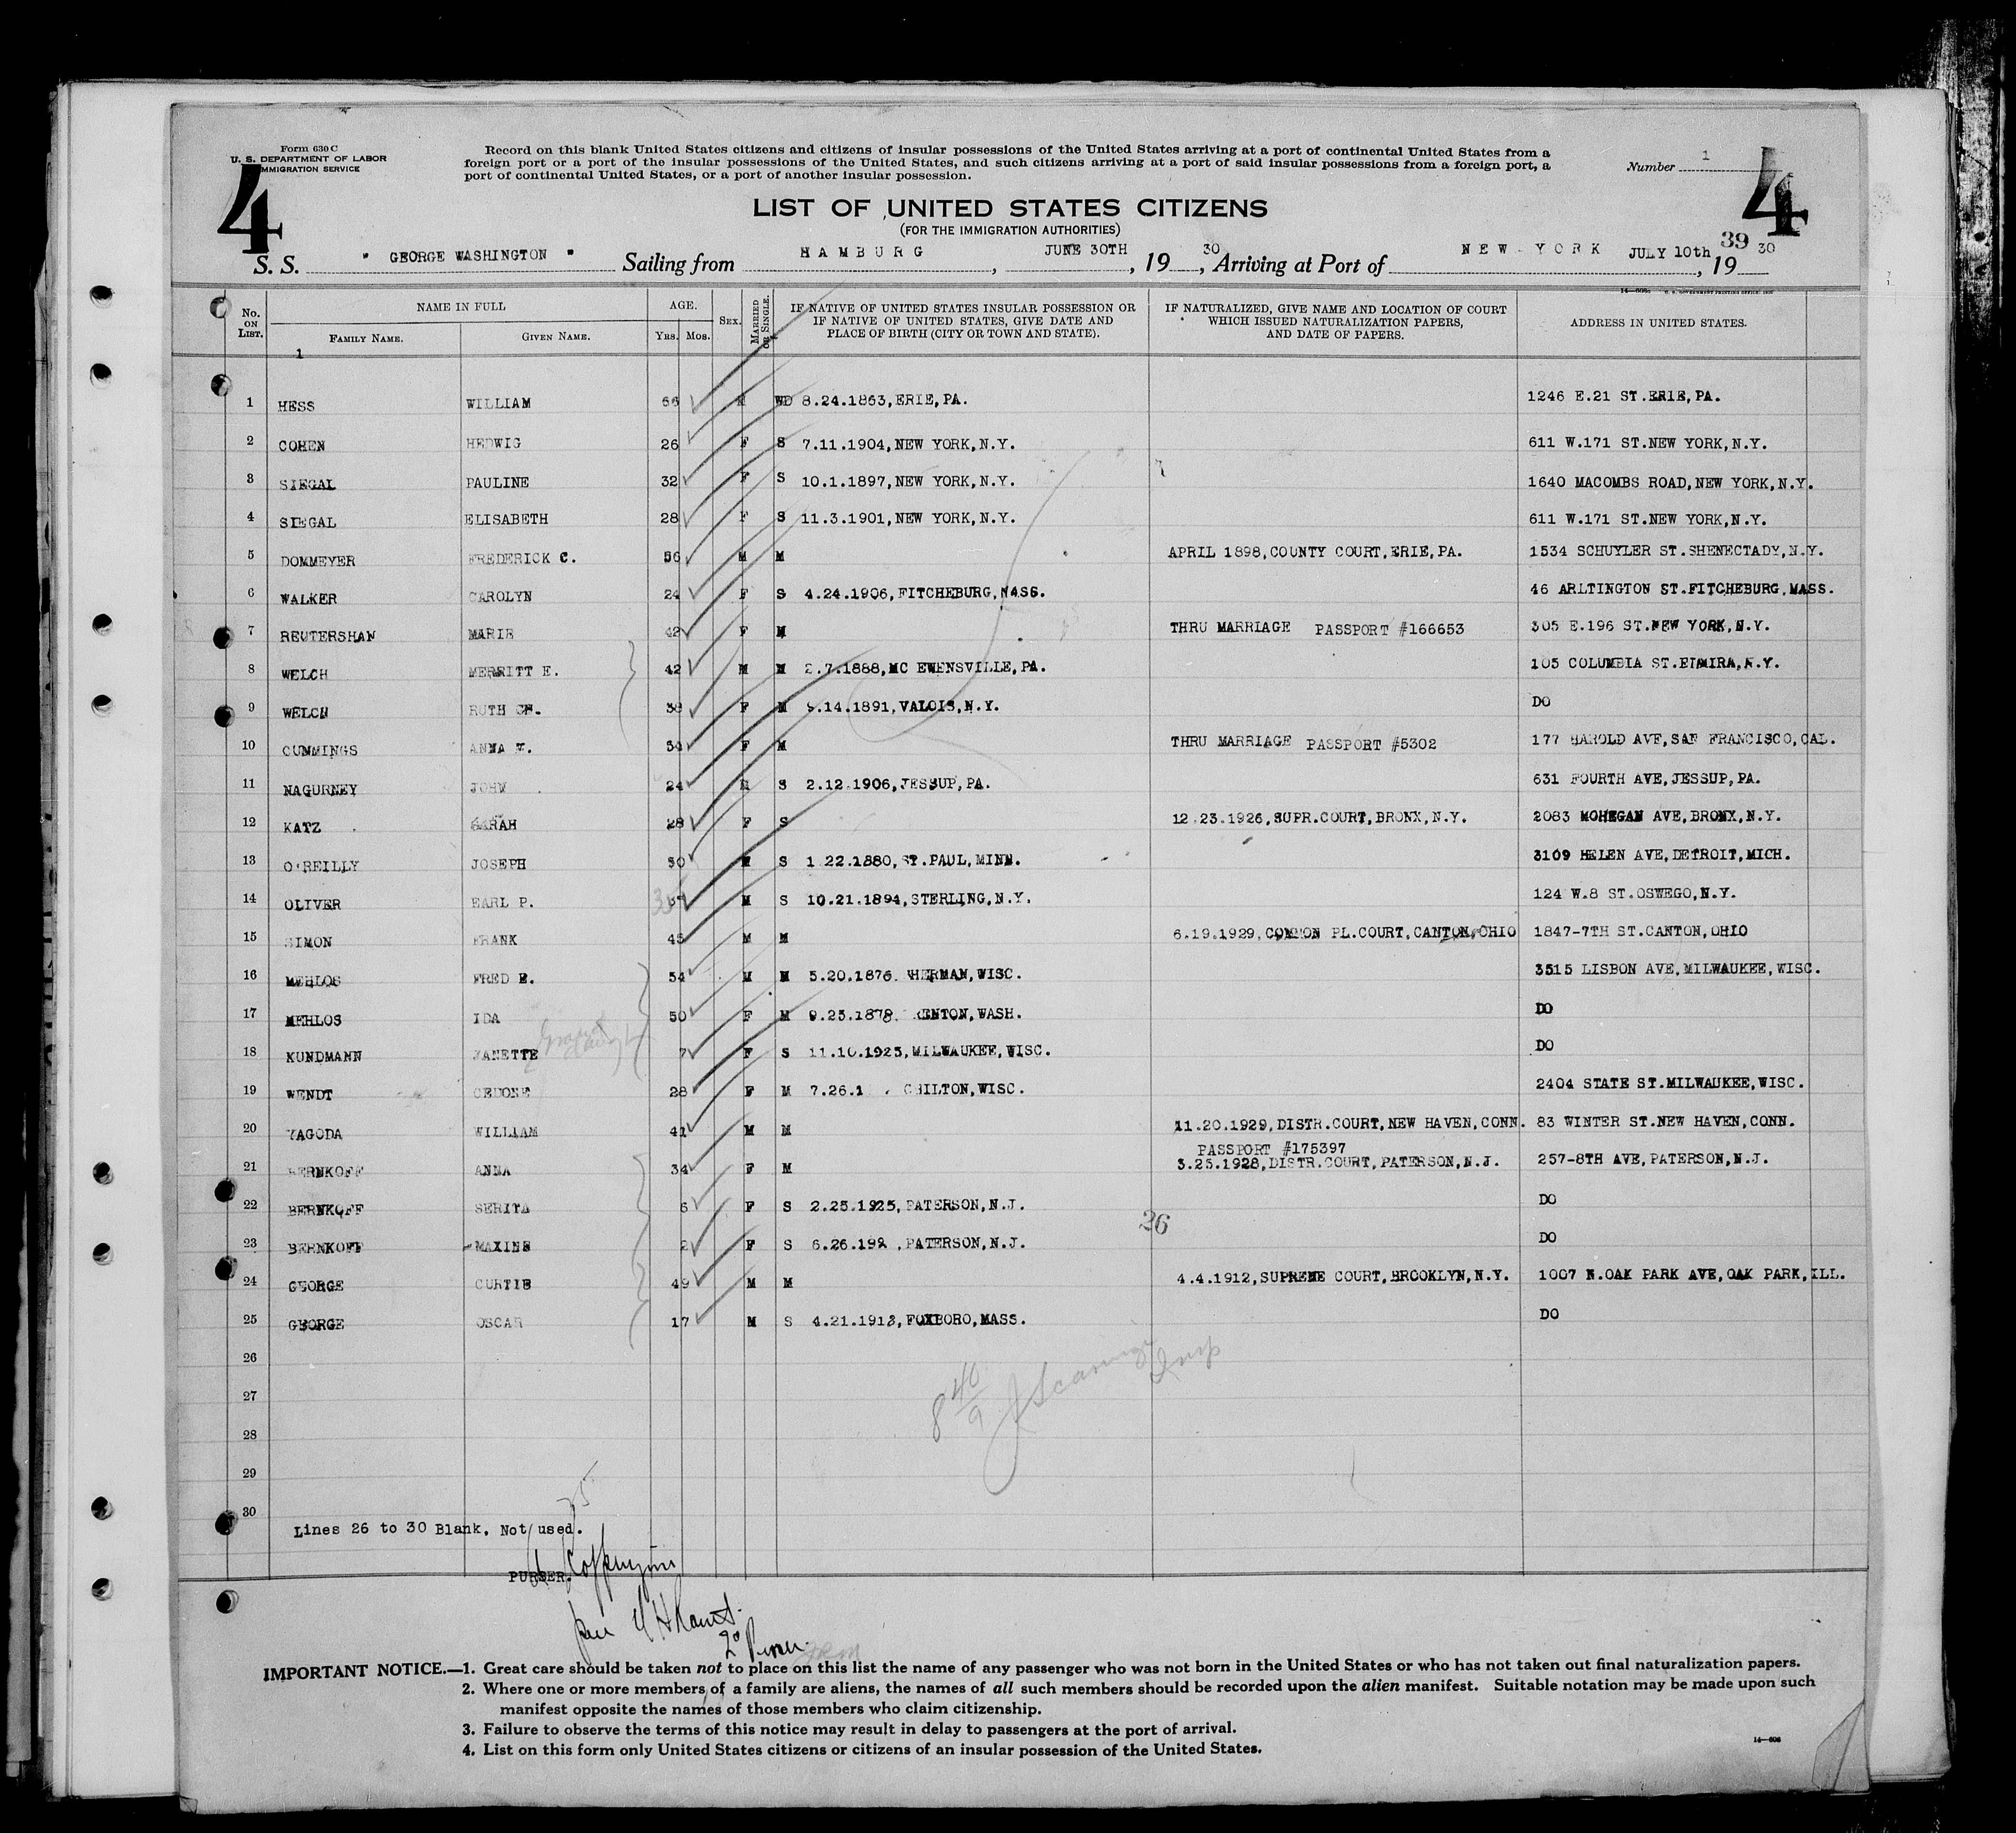 Form 630 C
U. S. DEPARTMENT OF LABOR
IMMIGRATION SERVICE
4
Record on this blank United States citizens and citizens of insular possessions of the United States arriving at a port of continental United States from a
foreign port or a port of the insular possessions of the United States, and such citizens arriving at a port of said insular possessions from a foreign port, a
port of continental United States, or a port of another insular possession.
Number 1
4
LIST OF UNITED STATES CITIZENS
(FOR THE IMMIGRATION AUTHORITIES)
39
S. S. " GEORGE WASHINGTON " Sailing from HAMBURG, JUNE 30TH, 19 30, Arriving at Port of NEW-YORK JULY 10th, 19 30
No. ON LIST. NAME IN FULL AGE. SEX. MARRIED OR SINGLE. IF NATIVE OF UNITED STATES INSULAR POSSESSION OR IF NATIVE OF UNITED STATES, GIVE DATE AND PLACE OF BIRTH (CITY OR TOWN AND STATE). IF NATURALIZED, GIVE NAME AND LOCATION OF COURT WHICH ISSUED NATURALIZATION PAPERS, AND DATE OF PAPERS. ADDRESS IN UNITED STATES.
FAMILY NAME. GIVEN NAME. YRS. MOS.
1
1 HESS WILLIAM 66 M WD 8.24.1863,ERIE,PA. 1246 E.21 ST.ERIE,PA.
2 COHEN HEDWIG 26 F S 7.11.1904,NEW YORK,N.Y. 611 W.171 ST.NEW YORK,N.Y.
3 SIEGAL PAULINE 32 F S 10.1.1897,NEW YORK,N.Y. 1640 MACOMBS ROAD,NEW YORK,N.Y.
4 SIEGAL ELISABETH 28 F S 11.3.1901,NEW YORK,N.Y. 611 W.171 ST.NEW YORK,N.Y.
5 DOMMEYER FREDERICK C. 56 M M APRIL 1898,COUNTY COURT,ERIE,PA. 1534 SCHUYLER ST.SHENECTADY,N.Y.
6 WALKER CAROLYN 24 F S 4.24.1906,FITCHEBURG,MASS. 46 ARLTINGTON ST.FITCHEBURG,MASS.
7 REUTERSHAN MARIE 42 F M THRU MARRIAGE PASSPORT #166653 305 E.196 ST.NEW YORK,N.Y.
8 WELCH MERRITT E. 42 M M 2.7.1888,MC EWENSVILLE,PA. 105 COLUMBIA ST.ELMIRA,N.Y.
9 WELCH RUTH CH. 38 F M 9.14.1891,VALOIS,N.Y. DO
10 CUMMINGS ANNA 54 F M THRU MARRIAGE PASSPORT #5302 177 HAROLD AVE,SAN FRANCISCO,CAL.
11 NAGURNEY JOHN 24 M S 2.12.1906,JESSUP,PA. 631 FOURTH AVE,JESSUP,PA.
12 KATZ SARAH 28 F S 12.23.1926,SUPR.COURT,BRONX,N.Y. 2083 MOHEGAN AVE,BRONX,N.Y.
13 O'REILLY JOSEPH 50 M S 1.22.1880,ST.PAUL,MINN. 3109 HELEN AVE,DETROIT,MICH.
14 OLIVER EARL P. 35 M S 10.21.1894,STERLING,N.Y. 124 W.8 ST.OSWEGO,N.Y.
15 SIMON FRANK 45 M M 6.19.1929,COMMON PL.COURT,CANTON,OHIO 1847-7TH ST.CANTON,OHIO
16 MEHLOS FRED E. 54 M M 5.20.1876 HERMAN,WISC. 3515 LISBON AVE,MILWAUKEE,WISC.
17 MEHLOS IDA 50 F M 9.23.1879 RENTON,WASH. DO
18 KUNDMANN JANETTE 7 F S 11.10.1923,MILWAUKEE,WISC. DO
19 WENDT CEDONE 28 F M 7.26.1 CHILTON,WISC. 2404 STATE ST.MILWAUKEE,WISC.
20 YAGODA WILLIAM 41 M M 11.20.1929,DISTR.COURT,NEW HAVEN,CONN. 83 WINTER ST.NEW HAVEN,CONN.
PASSPORT #175397
21 BERNKOFF ANNA 34 F M 3.23.1928,DISTR.COURT,PATERSON,N.J. 257-8TH AVE,PATERSON,N.J.
22 BERNKOFF SERITA 6 F S 2.25.1925,PATERSON,N.J. DO
26
23 BERNKOFF MAXINE 2 F S 6.26.192 ,PATERSON,N.J. DO
24 GEORGE CURTIS 49 M M 4.4.1912,SUPREME COURT,BROOKLYN,N.Y. 1007 N.OAK PARK AVE,OAK PARK,ILL.
25 GEORGE OSCAR 17 M S 4.21.1913,FOXBORO,MASS. DO
26
27
28
29
30
8 40/9
Insp
25
Lines 26 to 30 Blank, Not used.
PURSER.
IMPORTANT NOTICE.—1. Great care should be taken not to place on this list the name of any passenger who was not born in the United States or who has not taken out final naturalization papers.
2. Where one or more members of a family are aliens, the names of all such members should be recorded upon the alien manifest. Suitable notation may be made upon such
manifest opposite the names of those members who claim citizenship.
3. Failure to observe the terms of this notice may result in delay to passengers at the port of arrival.
4. List on this form only United States citizens or citizens of an insular possession of the United States.